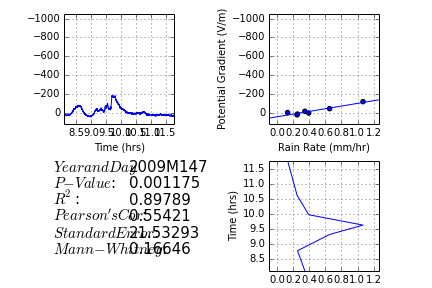 −1000
−800
−600
−400
−200
0
8.5 9.0 9.5 10.0 10.5 11.0 11.5
Time (hrs)
Potential Gradient (V/m)
−1000
−800
−600
−400
−200
0
0.0 0.2 0.4 0.6 0.8 1.0 1.2
Rain Rate (mm/hr)
YearandDay: 2009M147
P−Value: 0.001175
R²: 0.89789
Pearson'sCor: 0.55421
StandardError: 21.53293
Mann−Whitney: 0.16646
Time (hrs)
11.5
11.0
10.5
10.0
9.5
9.0
8.5
0.0 0.2 0.4 0.6 0.8 1.0 1.2